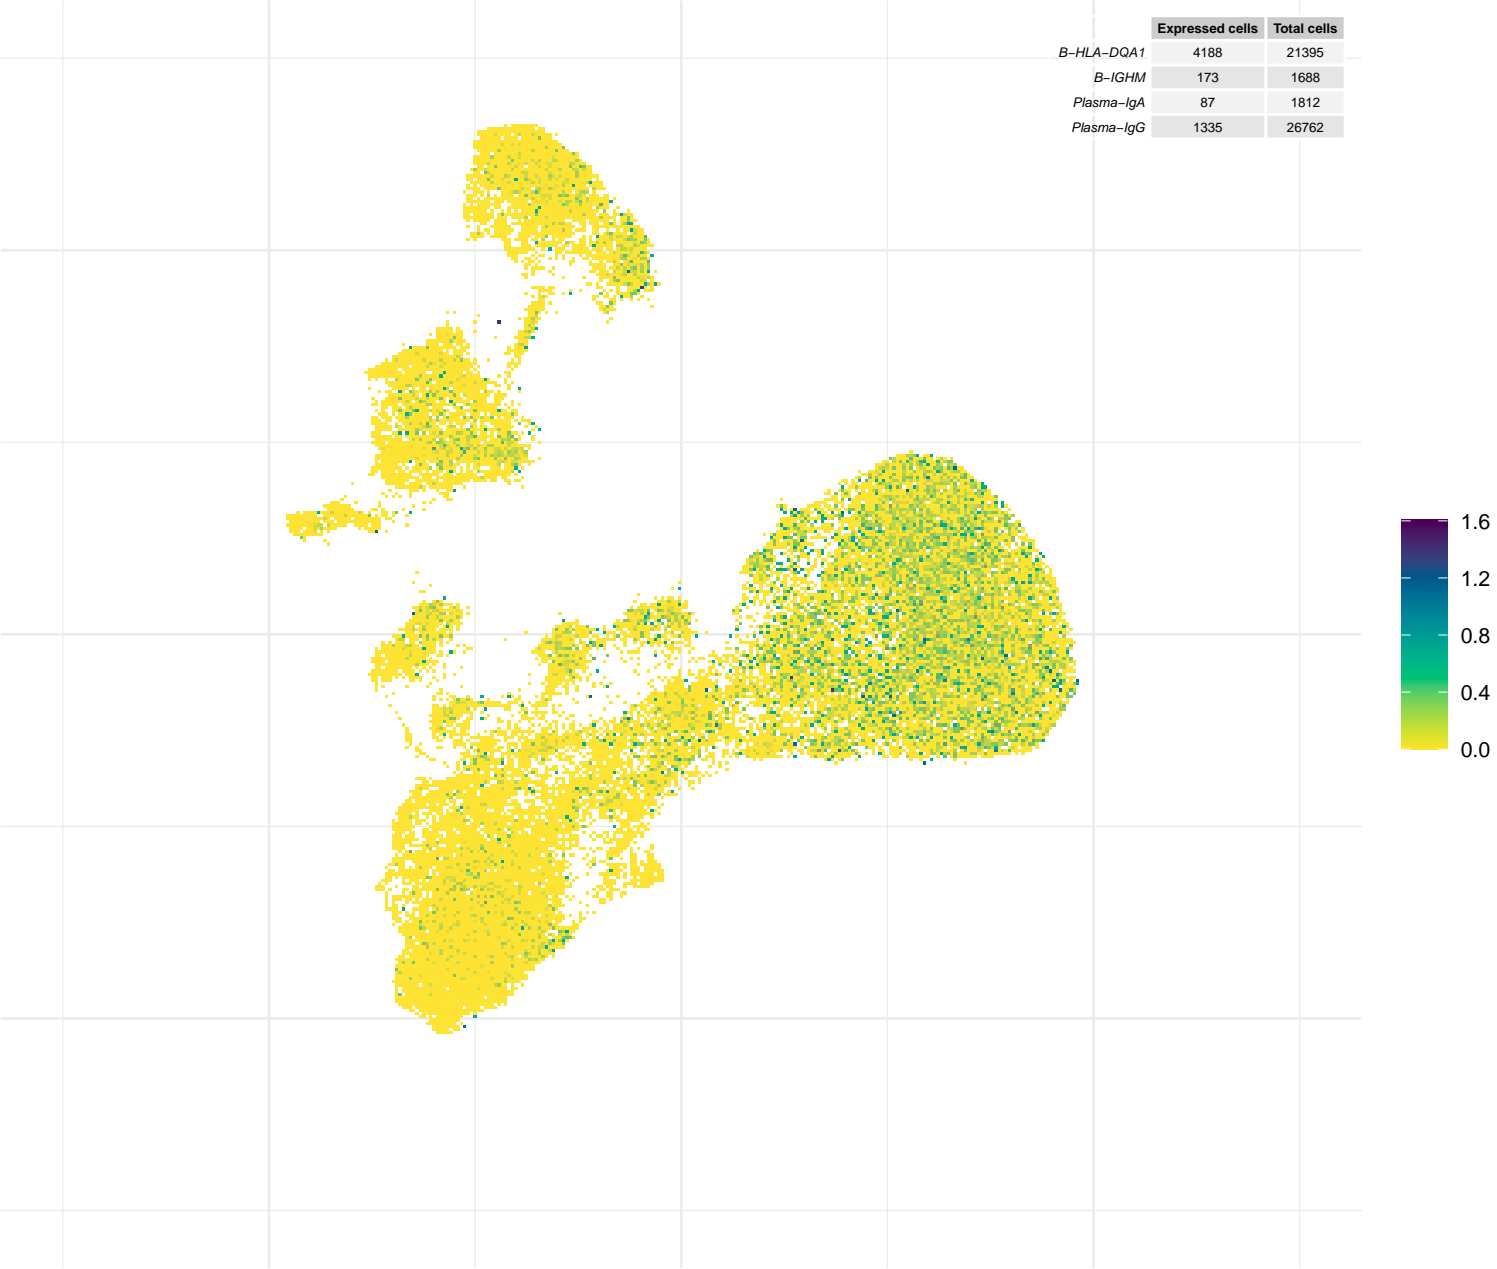 Expressed cells Total cells
B−HLA−DQA1 4188 21395
B−IGHM 173 1688
Plasma−IgA 87 1812
Plasma−IgG 1335 26762
1.6
1.2
0.8
0.4
0.0